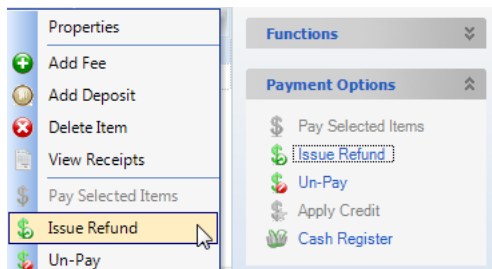 Properties
Add Fee
Add Deposit
Delete Item
View Receipts
Pay Selected Items
Issue Refund
Un-Pay
Functions
Payment Options
Pay Selected Items
Issue Refund
Un-Pay
Apply Credit
Cash Register